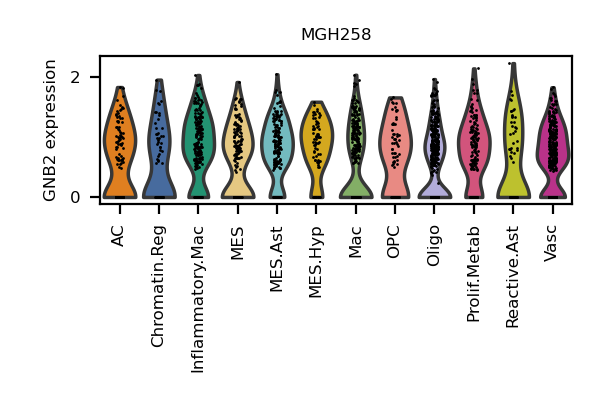 MGH258
GNB2 expression
2
0
AC
Chromatin.Reg
Inflammatory.Mac
MES
MES.Ast
MES.Hyp
Mac
OPC
Oligo
Prolif.Metab
Reactive.Ast
Vasc